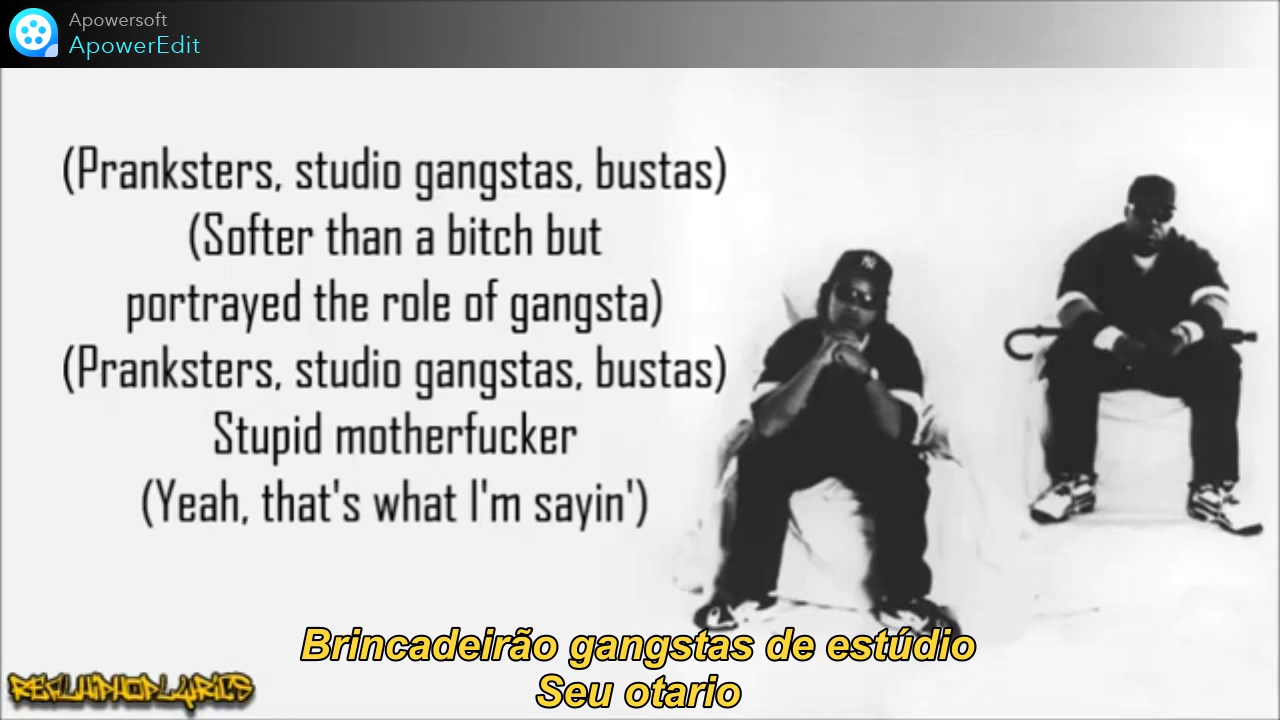 Apowersoft
ApowerEdit
(Pranksters, studio gangstas, bustas)
(Softer than a bitch but
portrayed the role of gangsta)
(Pranksters, studio gangstas, bustas)
Stupid motherfucker
(Yeah, that's what I'm sayin')
Brincadeirão gangstas de estúdio
Seu otario
REALHIPHOPLYRICS